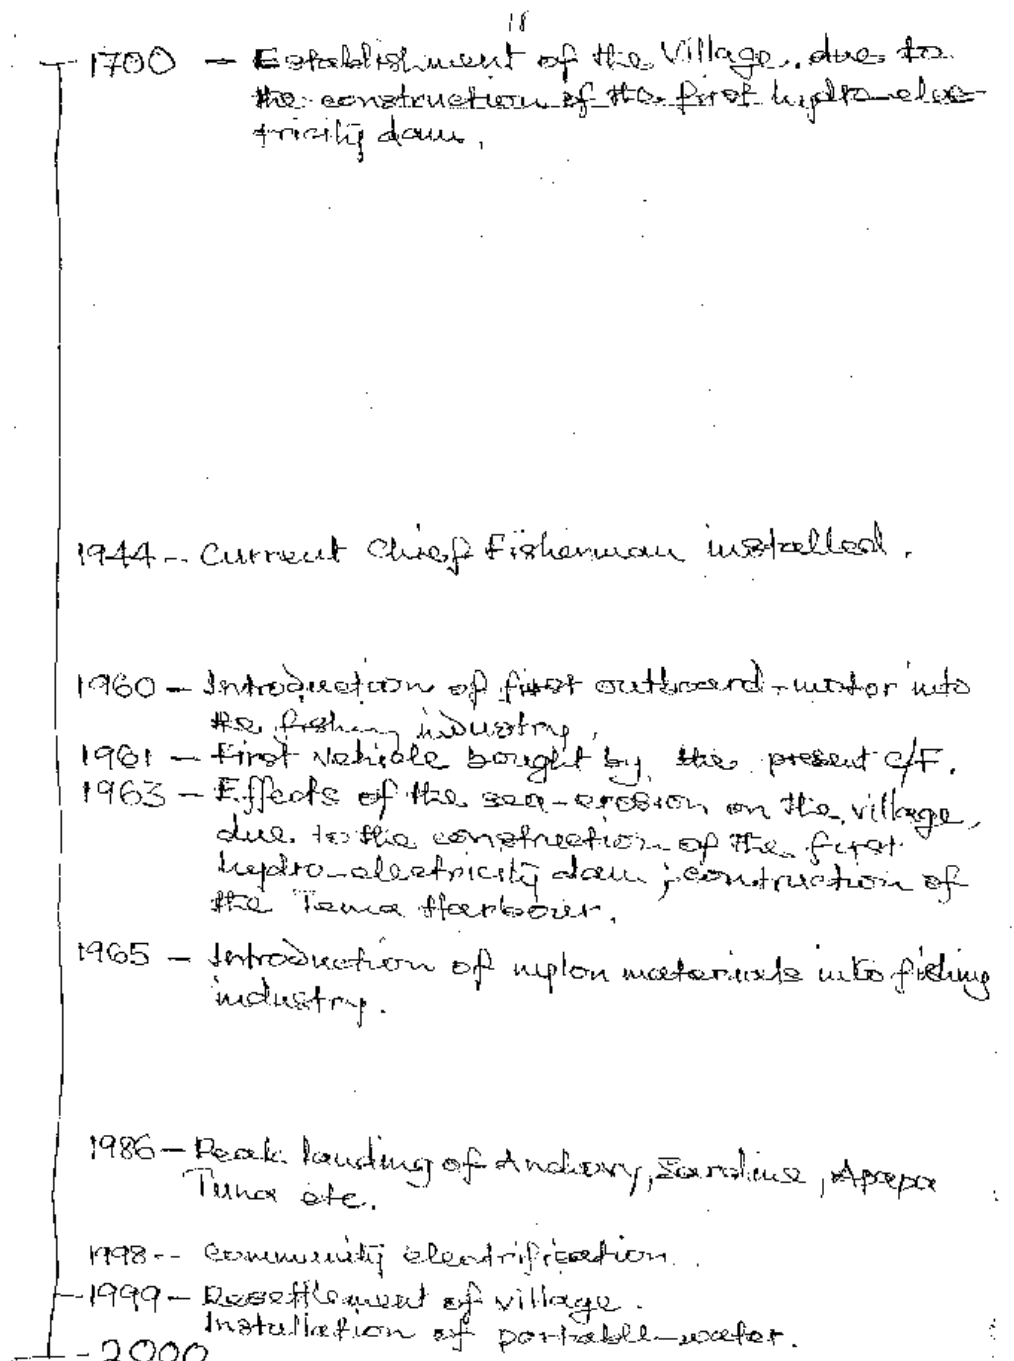 18
1700 - Establishment of the Village, due to
the construction of the first hydro-elec-
tricity dam.
1944 - Current Chief Fisherman installed.
1960 - Introduction of first outboard-motor into
the fishing industry.
1961 - First Vehicle bought by the present C/F.
1963 - Effects of the sea-erosion on the village,
due to the construction of the first
hydro-electricity dam; construction of
the Tema Harbour.
1965 - Introduction of nylon materials into fishing
industry.
1986 - Peak landing of Anchovy, Sardine, Apapa
Tuna etc.
1998 - Community electrification.
1999 - Resettlement of village.
Installation of portable-water.
- 2000